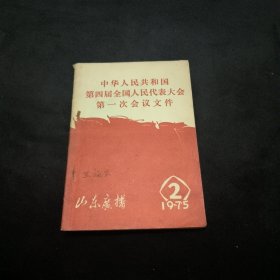 中华人民共和国
第四届全国人民代表大会
第一次会议文件
山东广播
2
1975